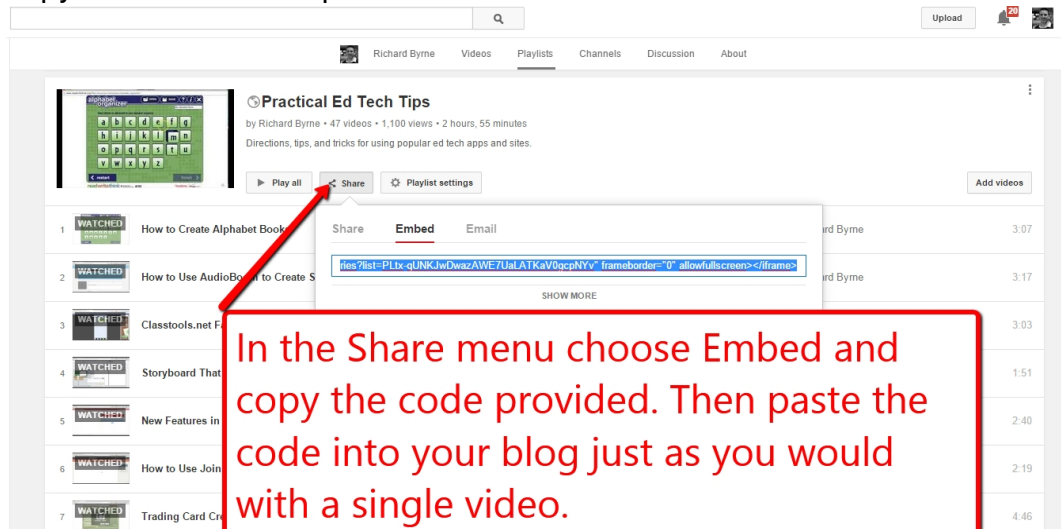 Upload
20
Richard Byrne Videos Playlists Channels Discussion About
alphabet organizer
a b c d e f g
h i j k l m n
o p q r s t u
v w x y z
restart
Practical Ed Tech Tips
by Richard Byrne • 47 videos • 1,100 views • 2 hours, 55 minutes
Directions, tips, and tricks for using popular ed tech apps and sites.
Play all Share Playlist settings Add videos
Share Embed Email
ries?list=PLtx-qUNKJwDwazAWE7UaLATKaV0qcpNYv" frameborder="0" allowfullscreen></iframe>
SHOW MORE
1 WATCHED How to Create Alphabet Books rd Byrne 3:07
2 WATCHED How to Use AudioBoom to Create S rd Byrne 3:17
3 WATCHED Classtools.net F 3:03
4 WATCHED Storyboard That 1:51
5 WATCHED New Features in 2:40
6 WATCHED How to Use Join 2:19
7 WATCHED Trading Card Cr 4:46
In the Share menu choose Embed and
copy the code provided. Then paste the
code into your blog just as you would
with a single video.